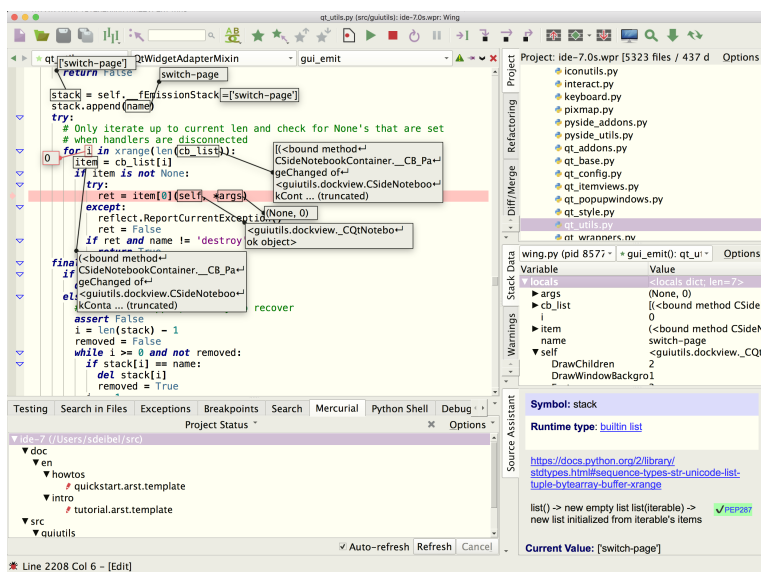 qt_utils.py (src/guiutils): ide-7.0s.wpr: Wing
['switch-page']
QtWidgetAdapterMixin
gui_emit
return False
switch-page
stack = self.__fEmissionStack =['switch-page']
stack.append(name)
try:
# Only iterate up to current len and check for None's that are set
# when handlers are disconnected
for i in xrange(len(cb_list)):
0
item = cb_list[i]
if item is not None:
try:
ret = item[0](self, *args)
except:
reflect.ReportCurrentException()
ret = False
if ret and name != 'destroy'
return True
[(<bound method↵
CSideNotebookContainer.__CB_Pa↵
geChanged of↵
<guiutils.dockview.CSideNoteboo↵
kCont ... (truncated)
(None, 0)
<guiutils.dockview._CQtNotebo↵
ok object>
(<bound method↵
CSideNotebookContainer.__CB_Pa↵
geChanged of↵
<guiutils.dockview.CSideNotebo↵
kConta ... (truncated)
if
recover
assert False
i = len(stack) - 1
removed = False
while i >= 0 and not removed:
if stack[i] == name:
del stack[i]
removed = True
Testing Search in Files Exceptions Breakpoints Search Mercurial Python Shell Debug
Project Status
Options
ide-7 (/Users/sdeibel/src)
doc
en
howtos
quickstart.arst.template
intro
tutorial.arst.template
src
guiutils
Auto-refresh Refresh Cancel
Line 2208 Col 6 - [Edit]
Project
Refactoring
Diff/Merge
Project: ide-7.0s.wpr [5323 files / 437 d
Options
iconutils.py
interact.py
keyboard.py
pixmap.py
pyside_addons.py
pyside_utils.py
qt_addons.py
qt_base.py
qt_config.py
qt_itemviews.py
qt_popupwindows.py
qt_style.py
qt_utils.py
qt_wrappers.py
Stack Data
Warnings
wing.py (pid 8577
gui_emit(): qt_ut
Options
Variable Value
locals <locals dict; len=7>
args (None, 0)
cb_list [(<bound method CSide
i 0
item (<bound method CSideN
name switch-page
self <guiutils.dockview._CQ
DrawChildren 2
DrawWindowBackgro1
Source Assistant
Symbol: stack
Runtime type: builtin list
https://docs.python.org/2/library/
stdtypes.html#sequence-types-str-unicode-list-
tuple-bytearray-buffer-xrange
list() -> new empty list list(iterable) ->
new list initialized from iterable's items
✓PEP287
Current Value: ['switch-page']